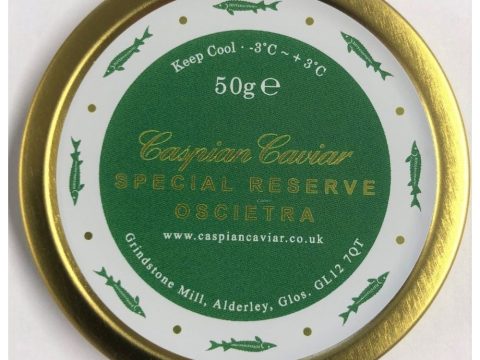 Keep Cool · -3°C ~ +3°C
50g℮
Caspian Caviar
SPECIAL RESERVE
OSCIETRA
www.caspiancaviar.co.uk
Grindstone Mill, Alderley, Glos. GL12 7QT